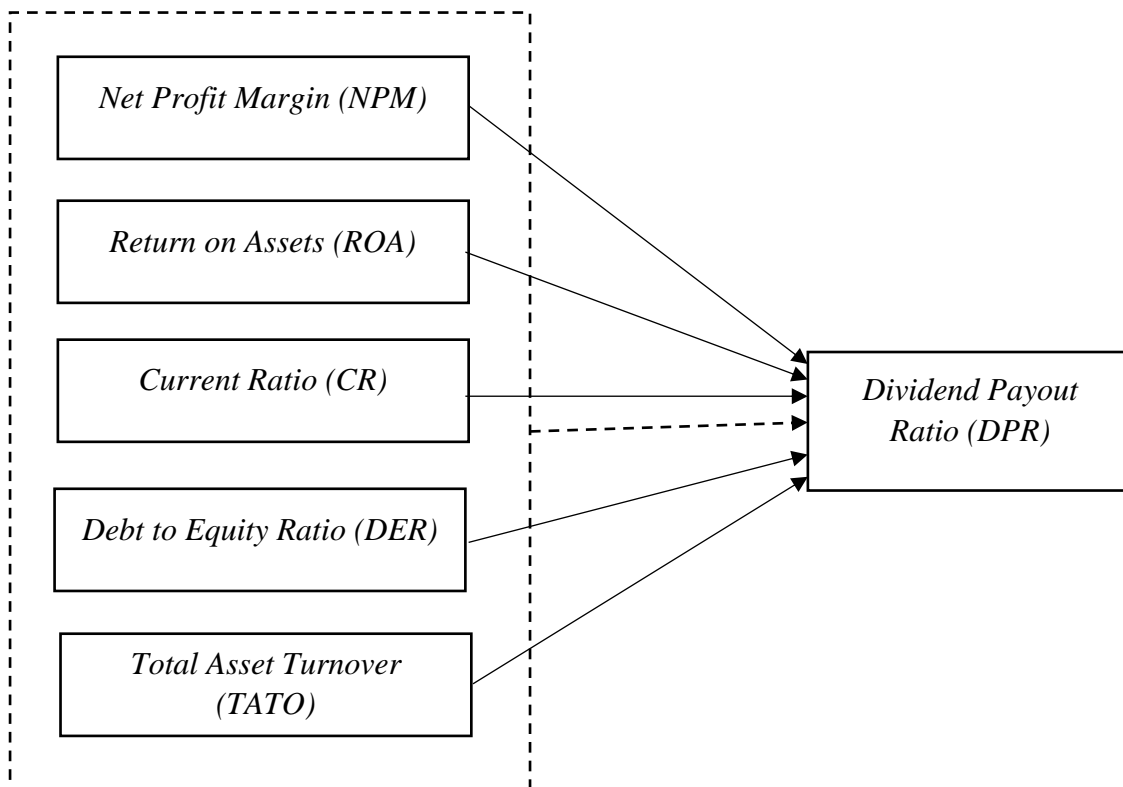 Net Profit Margin (NPM)
Return on Assets (ROA)
Current Ratio (CR)
Debt to Equity Ratio (DER)
Total Asset Turnover
(TATO)
Dividend Payout
Ratio (DPR)